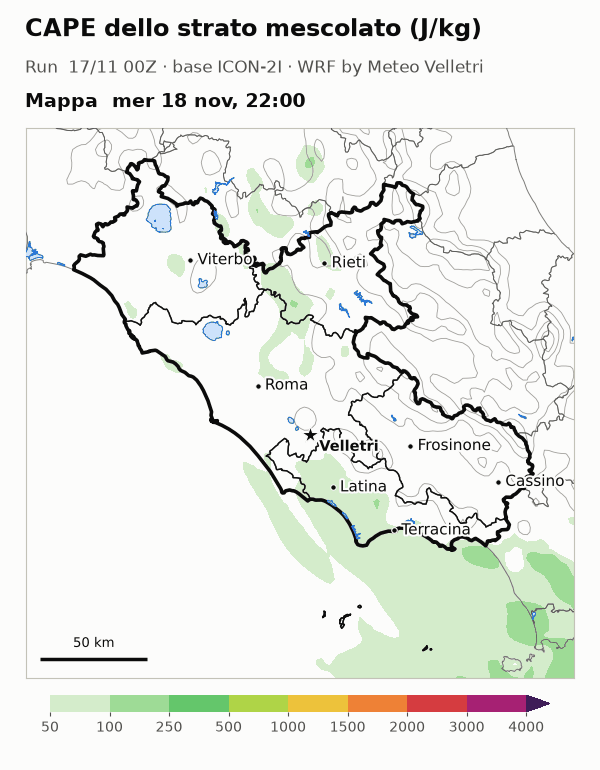 CAPE dello strato mescolato (J/kg)
Run 17/11 00Z · base ICON-2I · WRF by Meteo Velletri
Mappa mer 18 nov, 22:00
Viterbo
Rieti
Roma
Velletri
Frosinone
Latina
Cassino
Terracina
50 km
50 100 250 500 1000 1500 2000 3000 4000